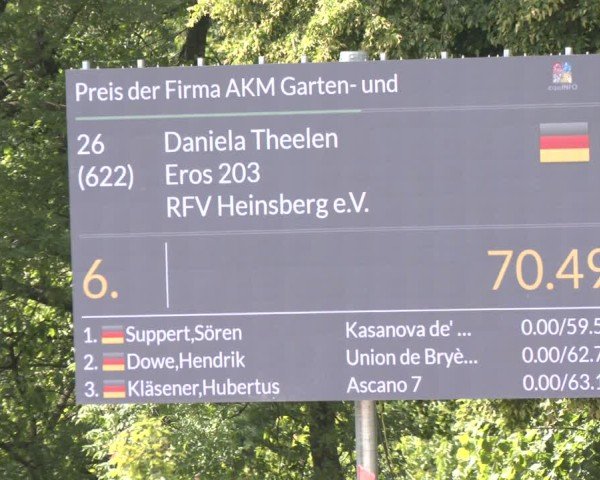 Preis der Firma AKM Garten- und
equiINFO
26 Daniela Theelen
(622) Eros 203
RFV Heinsberg e.V.
6. 70.49
1. Suppert,Sören Kasanova de' ... 0.00/59.5
2. Dowe,Hendrik Union de Bryè... 0.00/62.7
3. Kläsener,Hubertus Ascano 7 0.00/63.1